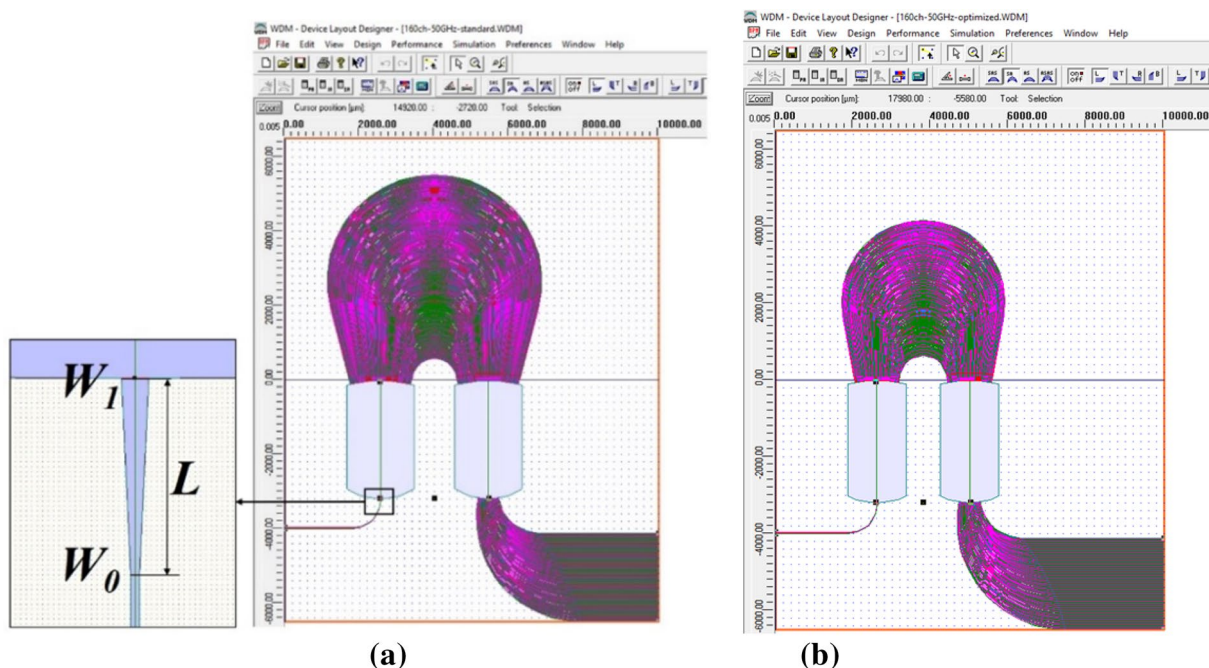 WDM - Device Layout Designer - [160ch-50GHz-standard.WDM]
File Edit View Design Performance Simulation Preferences Window Help
Zoom Cursor position [µm]: 14920.00 : -2720.00 Tool: Selection
0.005 0.00 2000.00 4000.00 6000.00 8000.00 10000.00
6000.00
4000.00
2000.00
0.00
-2000.00
-4000.00
-6000.00
W1
L
W0
(a)
WDM - Device Layout Designer - [160ch-50GHz-optimized.WDM]
File Edit View Design Performance Simulation Preferences Window Help
Zoom Cursor position [µm]: 17980.00 : -5580.00 Tool: Selection
0.005 0.00 2000.00 4000.00 6000.00 8000.00 10000.00
6000.00
4000.00
2000.00
0.00
-2000.00
-4000.00
-6000.00
(b)